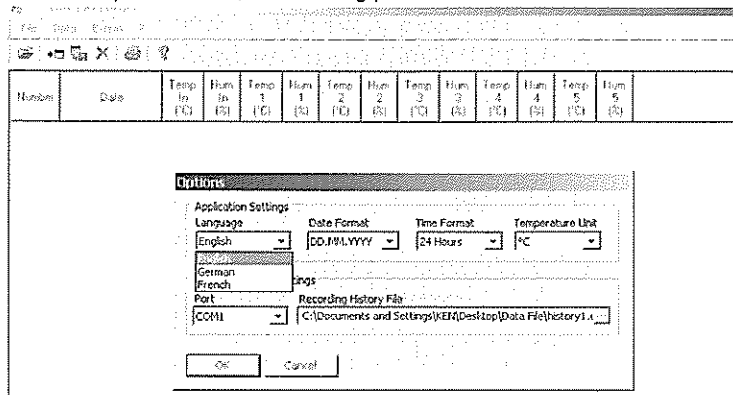 Number Date Temp In (°C) Hum In (%) Temp 1 (°C) Hum 1 (%) Temp 2 (°C) Hum 2 (%) Temp 3 (°C) Hum 3 (%) Temp 4 (°C) Hum 4 (%) Temp 5 (°C) Hum 5 (%)
Options
Application Settings
Language Date Format Time Format Temperature Unit
English DD.MM.YYYY 24 Hours °C
German
French
Port Recording History File
COM1 C:\Documents and Settings\KEN\Desktop\Data File\history1.
OK Cancel